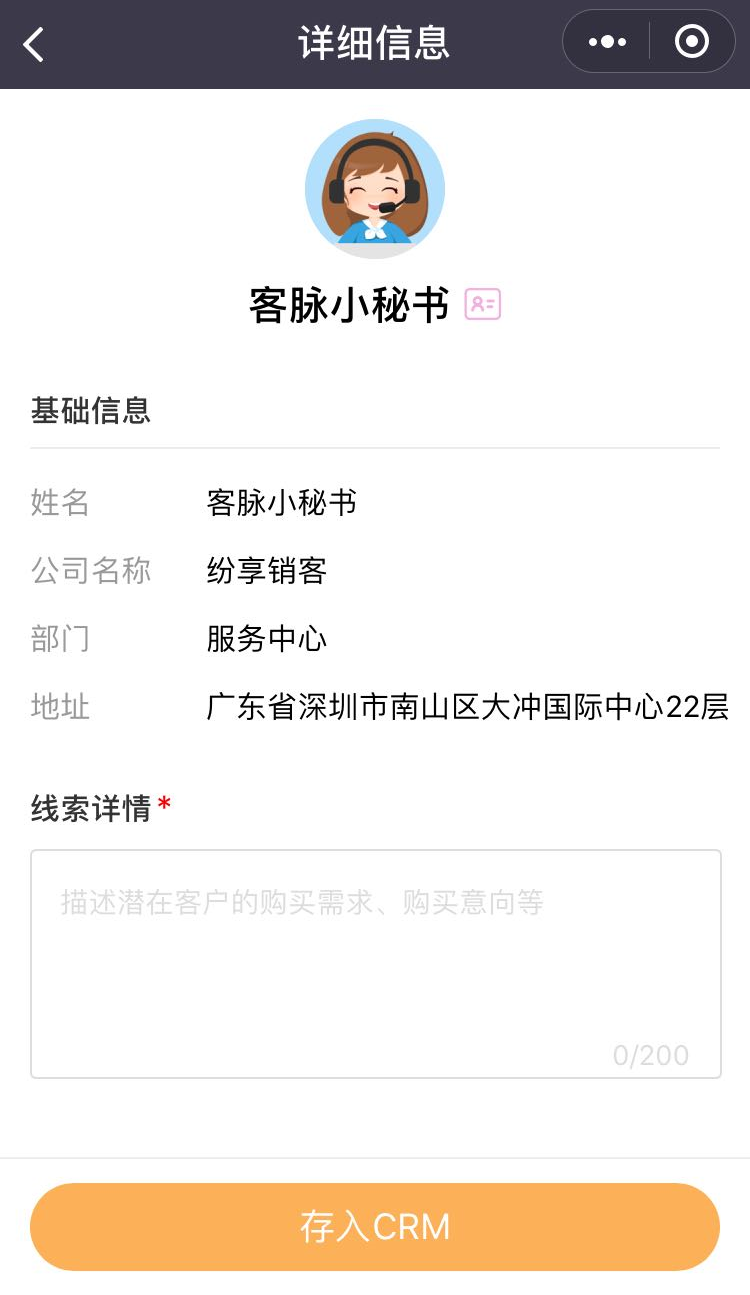 详细信息
客脉小秘书
基础信息
姓名 客脉小秘书
公司名称 纷享销客
部门 服务中心
地址 广东省深圳市南山区大冲国际中心22层
线索详情*
描述潜在客户的购买需求、购买意向等
0/200
存入CRM